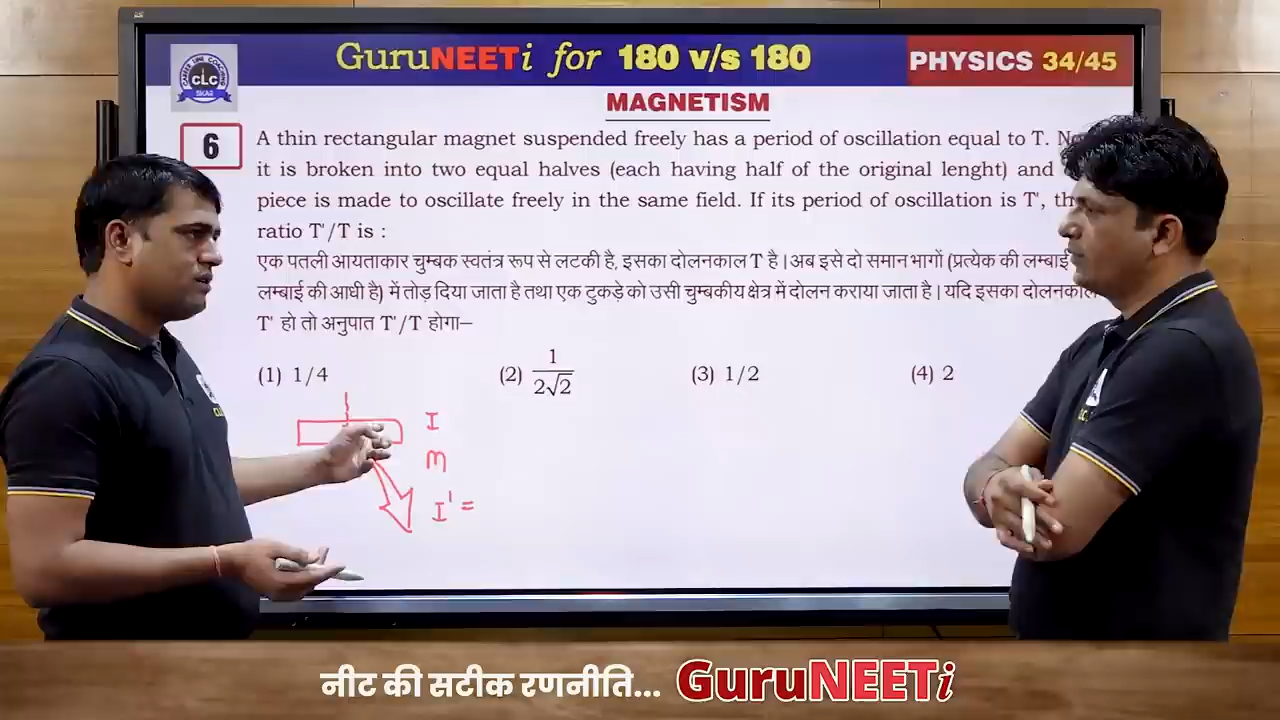 GuruNEETi for 180 v/s 180
PHYSICS 34/45
CLC
SIKAR
MAGNETISM
6
A thin rectangular magnet suspended freely has a period of oscillation equal to T.
it is broken into two equal halves (each having half of the original lenght) and
piece is made to oscillate freely in the same field. If its period of oscillation is T',
ratio T'/T is :
एक पतली आयताकार चुम्बक स्वतंत्र रूप से लटकी है, इसका दोलनकाल T है। अब इसे दो समान भागों (प्रत्येक की लम्बाई
लम्बाई की आधी है) में तोड़ दिया जाता है तथा एक टुकड़े को उसी चुम्बकीय क्षेत्र में दोलन कराया जाता है। यदि इसका दोलनकाल
T' हो तो अनुपात T'/T होगा–
(1) 1/4 (2) 1/2√2 (3) 1/2 (4) 2
I
m
I' =
नीट की सटीक रणनीति... GuruNEETi